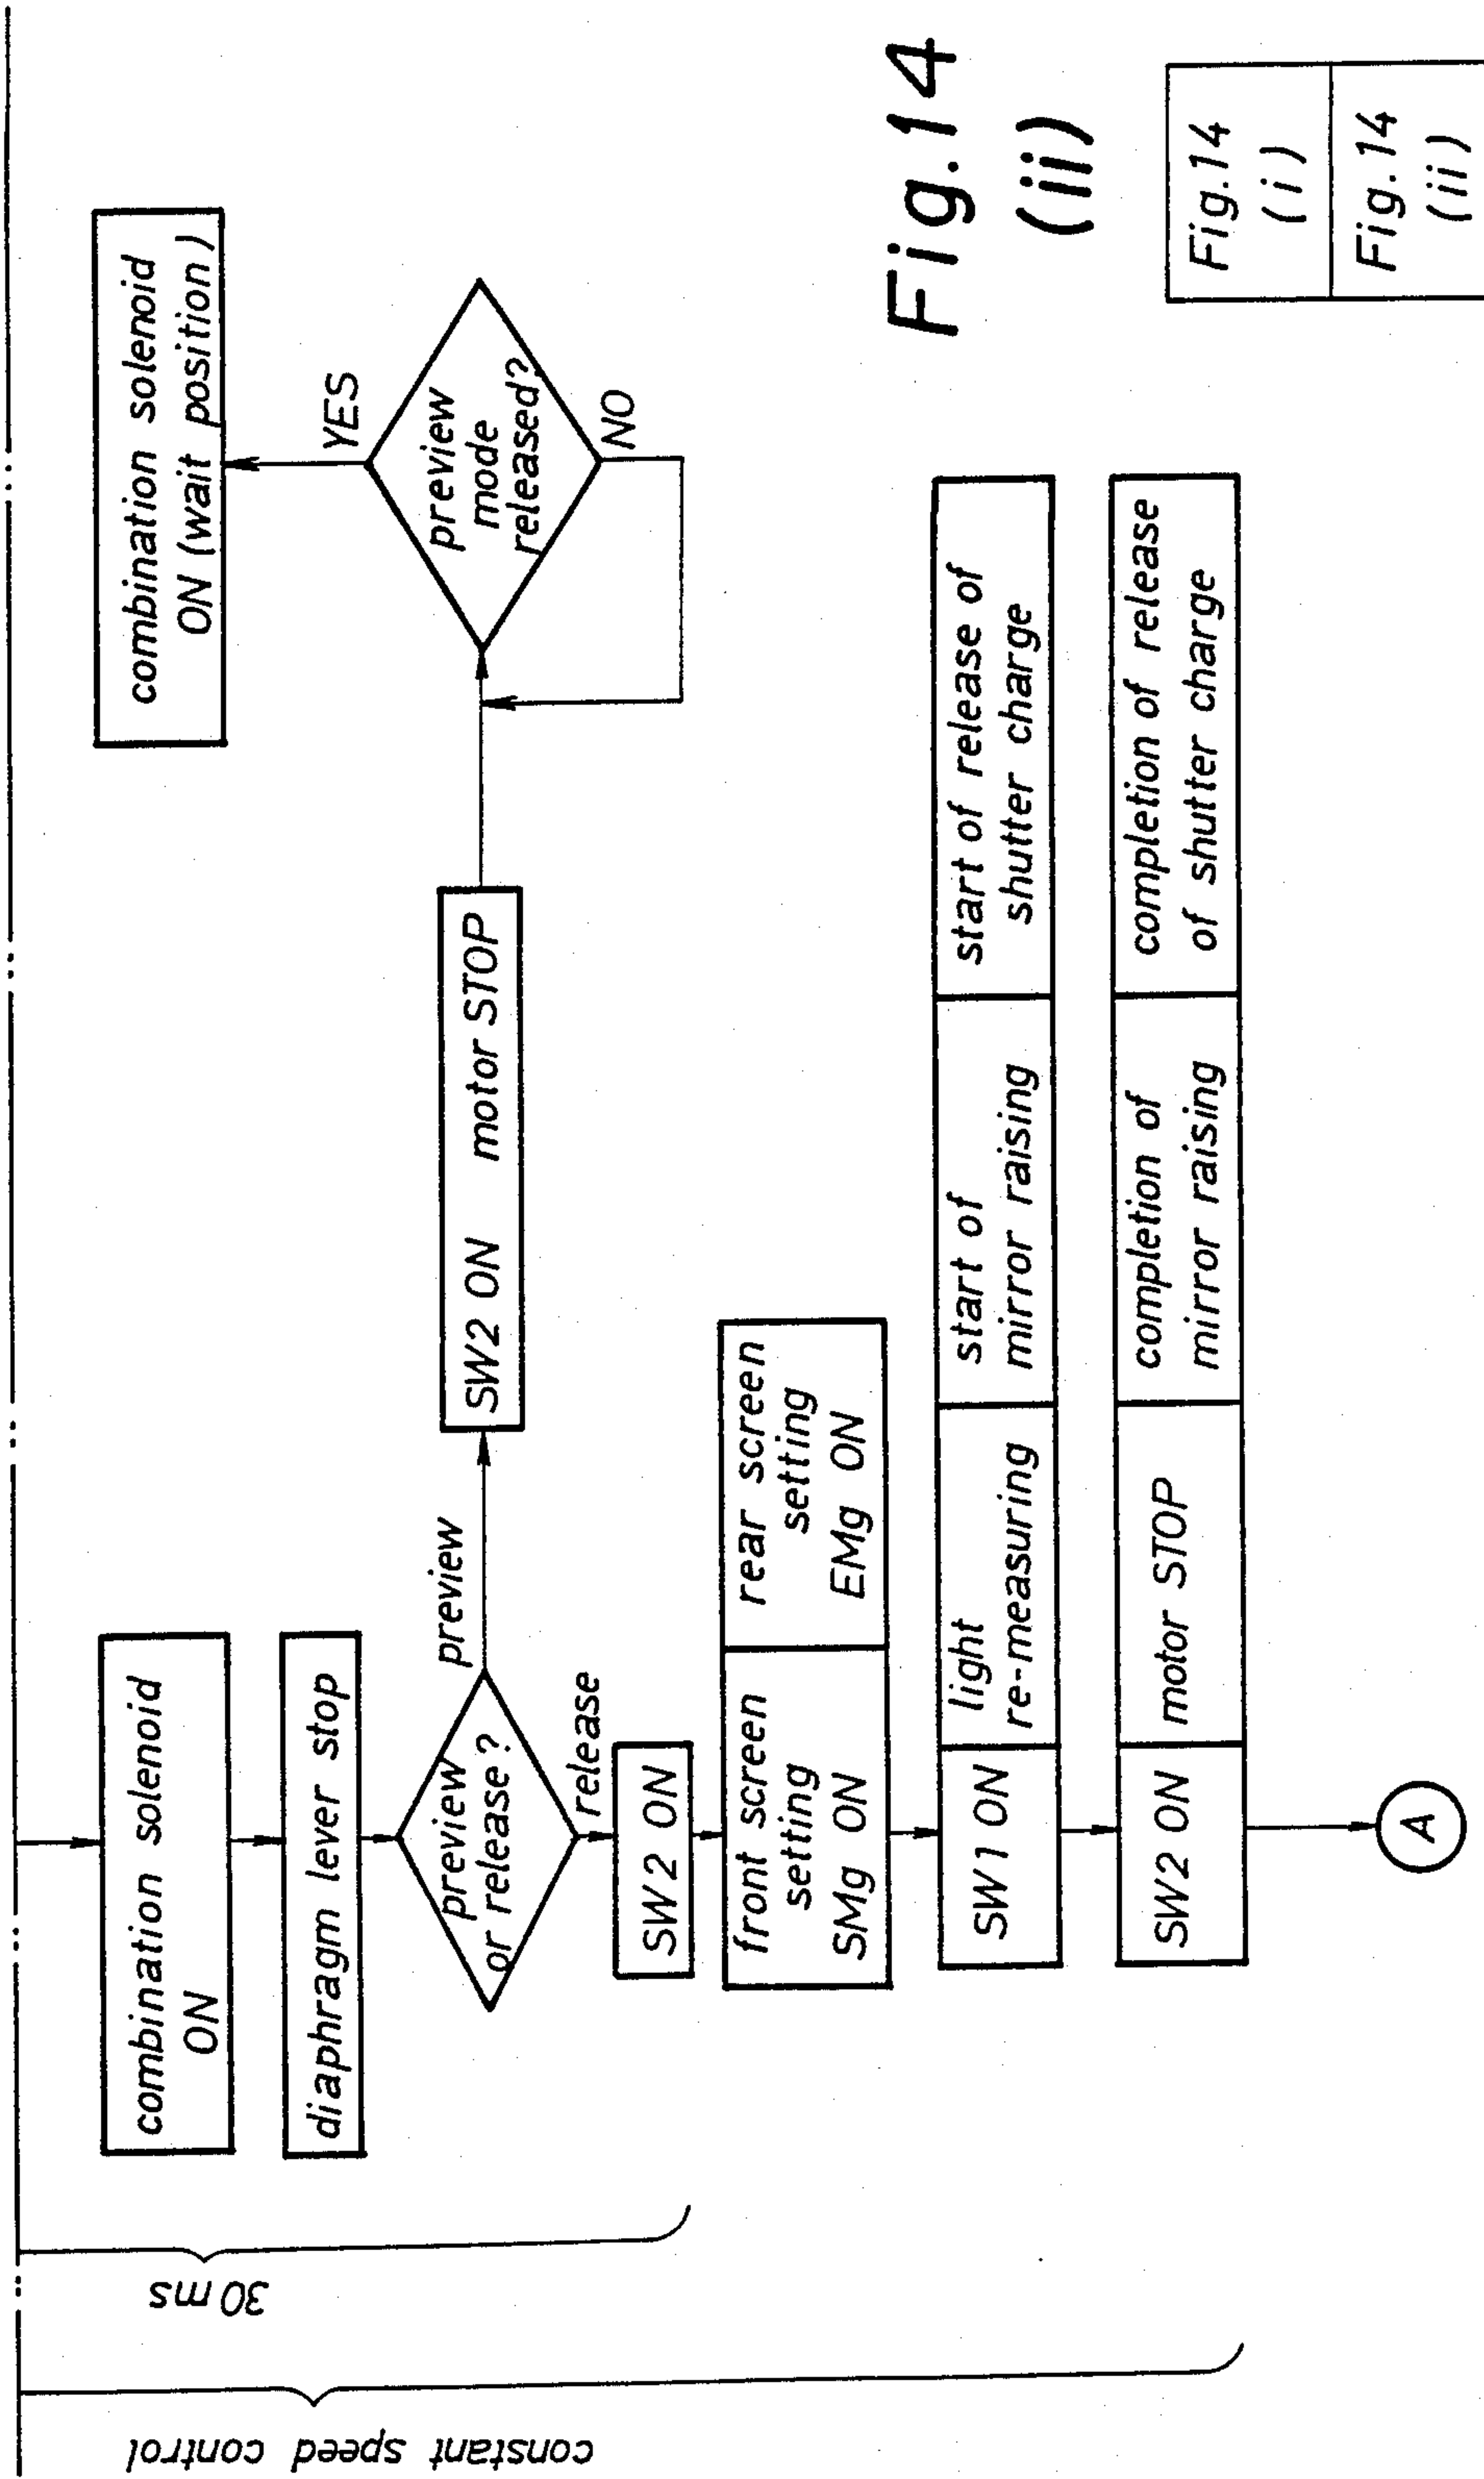 combination solenoid
ON
diaphragm lever stop
preview
or release?
preview
release
SW2 ON motor STOP
preview
mode
released?
YES
NO
combination solenoid
ON (wait position)
SW2 ON
front screen
setting
SMg ON
rear screen
setting
EMg ON
SW1 ON
light
re-measuring
start of
mirror raising
start of release of
shutter charge
SW2 ON
motor STOP
completion of
mirror raising
completion of release
of shutter charge
A
30ms
constant speed control
Fig.14
(ii)
Fig.14
(i)
Fig.14
(ii)